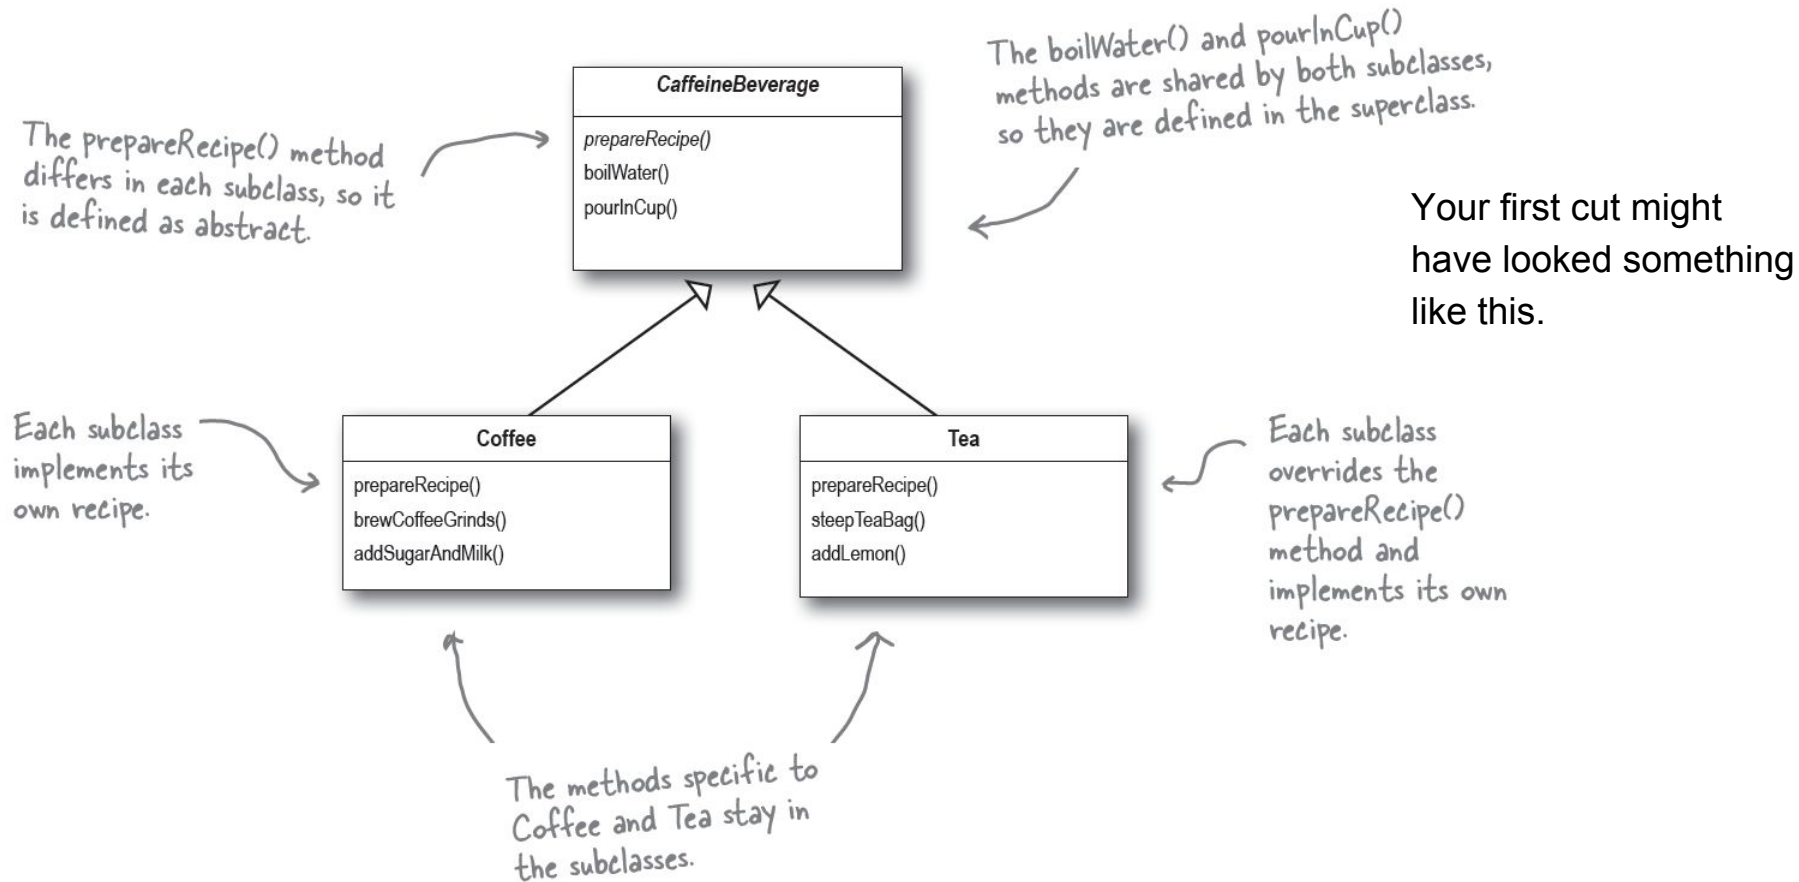 The boilWater() and pourInCup()
methods are shared by both subclasses,
so they are defined in the superclass.
CaffeineBeverage
prepareRecipe()
boilWater()
pourInCup()
The prepareRecipe() method
differs in each subclass, so it
is defined as abstract.
Your first cut might
have looked something
like this.
Each subclass
implements its
own recipe.
Coffee
prepareRecipe()
brewCoffeeGrinds()
addSugarAndMilk()
Tea
prepareRecipe()
steepTeaBag()
addLemon()
Each subclass
overrides the
prepareRecipe()
method and
implements its own
recipe.
The methods specific to
Coffee and Tea stay in
the subclasses.